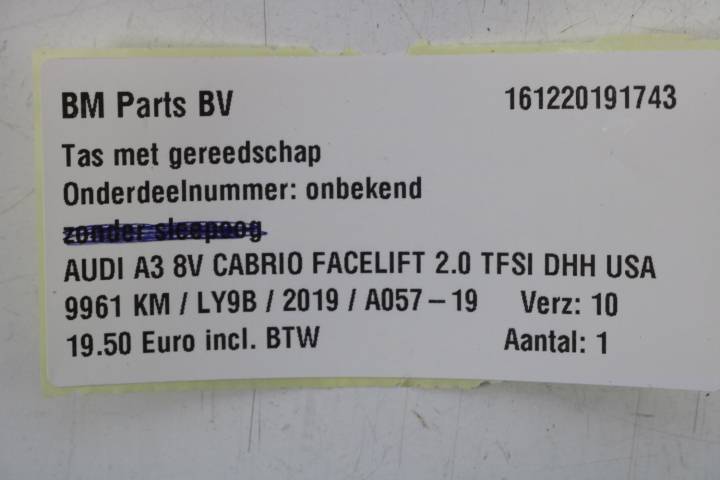 BM Parts BV 161220191743
Tas met gereedschap
Onderdeelnummer: onbekend
zonder sleepoog
AUDI A3 8V CABRIO FACELIFT 2.0 TFSI DHH USA
9961 KM / LY9B / 2019 / A057-19 Verz: 10
19.50 Euro incl. BTW Aantal: 1